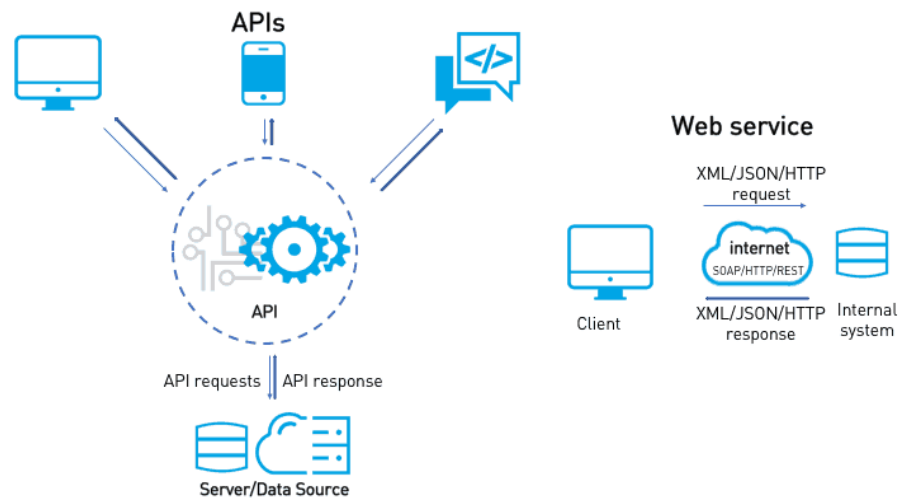 APIs
</>
API
API requests
API response
Server/Data Source
Web service
XML/JSON/HTTP
request
internet
SOAP/HTTP/REST
XML/JSON/HTTP
response
Client
Internal
system